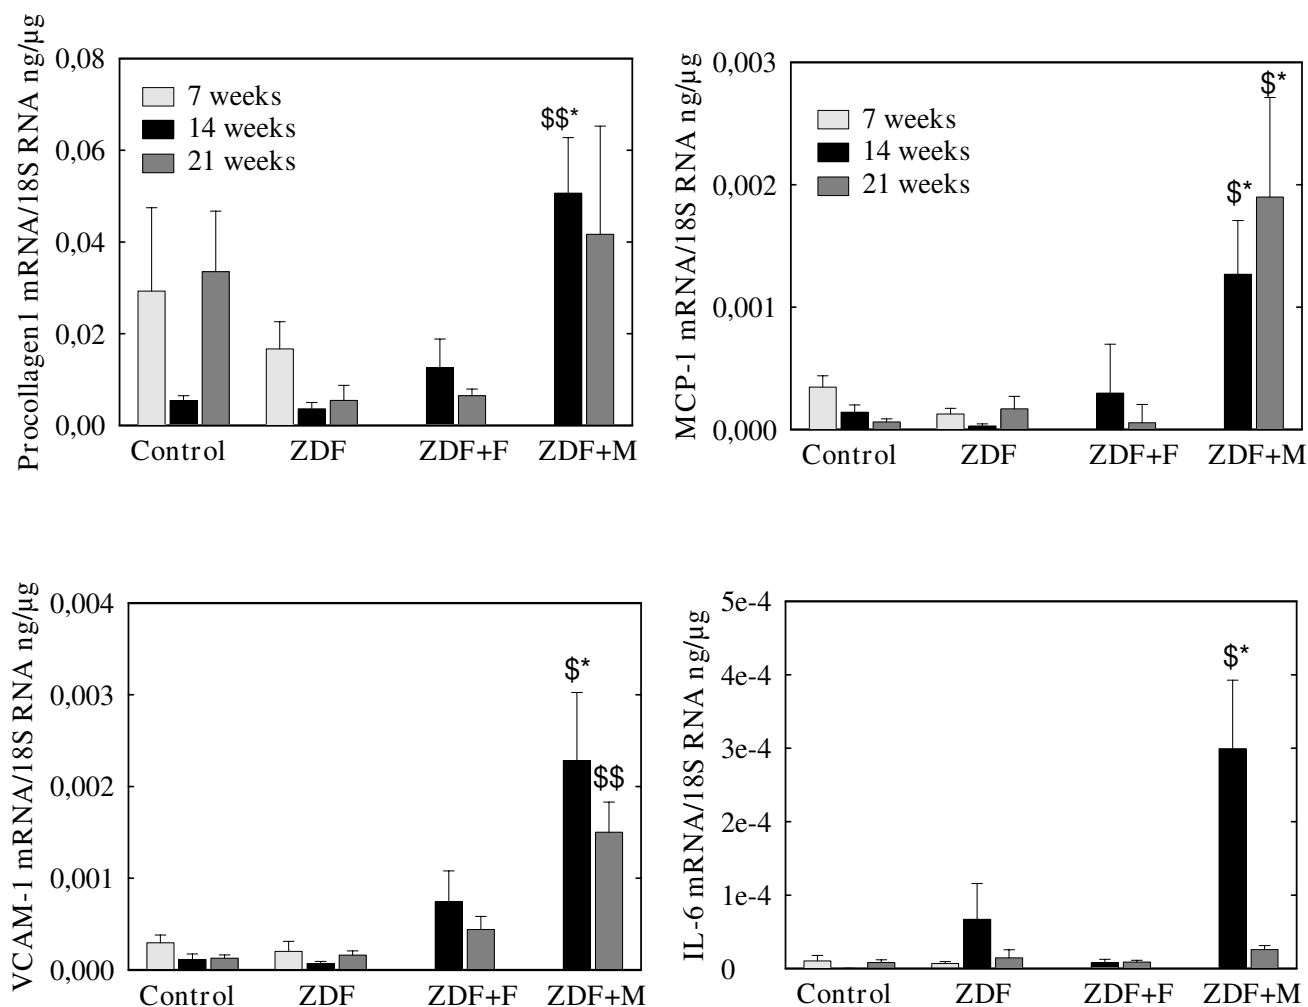 Procollagen1 mRNA/18S RNA ng/µg
0,08
0,06
0,04
0,02
0,00
7 weeks
14 weeks
21 weeks
$$*
Control ZDF ZDF+F ZDF+M
MCP-1 mRNA/18S RNA ng/µg
0,003
0,002
0,001
0,000
7 weeks
14 weeks
21 weeks
$*
$*
Control ZDF ZDF+F ZDF+M
VCAM-1 mRNA/18S RNA ng/µg
0,004
0,003
0,002
0,001
0,000
$*
$$
Control ZDF ZDF+F ZDF+M
IL-6 mRNA/18S RNA ng/µg
5e-4
4e-4
3e-4
2e-4
1e-4
0
$*
Control ZDF ZDF+F ZDF+M